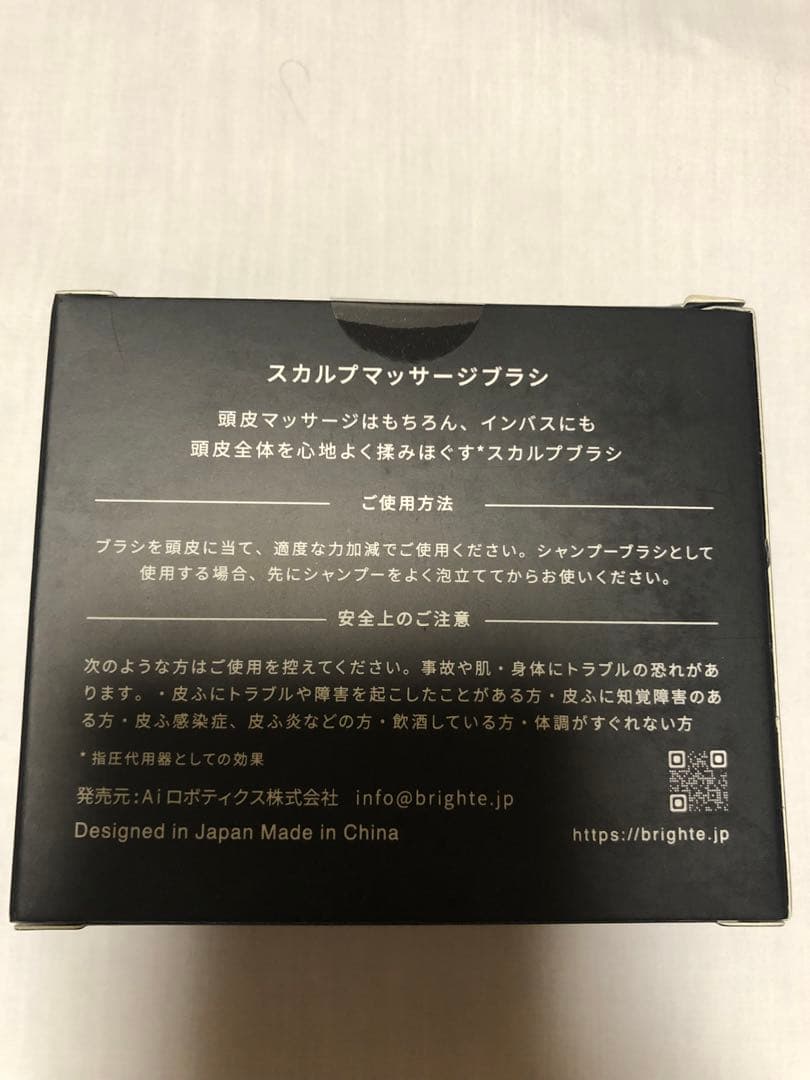 スカルプマッサージブラシ
頭皮マッサージはもちろん、インバスにも
頭皮全体を心地よく揉みほぐす*スカルプブラシ
ご使用方法
ブラシを頭皮に当て、適度な力加減でご使用ください。シャンプーブラシとして
使用する場合、先にシャンプーをよく泡立ててからお使いください。
安全上のご注意
次のような方はご使用を控えてください。事故や肌・身体にトラブルの恐れがあ
ります。・皮ふにトラブルや障害を起こしたことがある方・皮ふに知覚障害のあ
る方・皮ふ感染症、皮ふ炎などの方・飲酒している方・体調がすぐれない方
*指圧代用器としての効果
発売元:Aiロボティクス株式会社 info@brighte.jp
Designed in Japan Made in China
https://brighte.jp